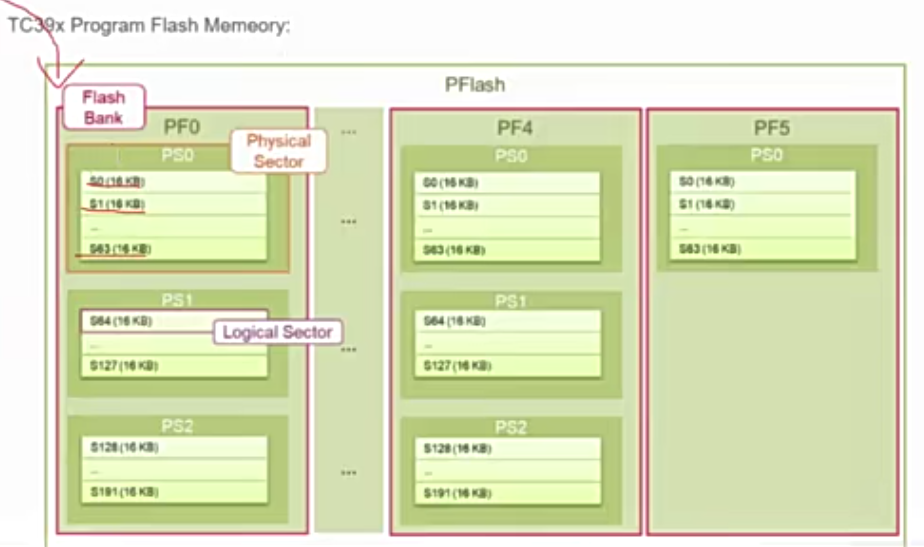 TC39x Program Flash Memeory:
PFlash
Flash
Bank
PF0
Physical
Sector
PS0
S0 (16 KB)
S1 (16 KB)
...
S63 (16 KB)
PS1
S64 (16 KB)
Logical Sector
...
S127 (16 KB)
PS2
S128 (16 KB)
...
S191 (16 KB)
...
...
...
...
PF4
PS0
S0 (16 KB)
S1 (16 KB)
...
S63 (16 KB)
PS1
S64 (16 KB)
...
S127 (16 KB)
PS2
S128 (16 KB)
...
S191 (16 KB)
PF5
PS0
S0 (16 KB)
S1 (16 KB)
...
S63 (16 KB)